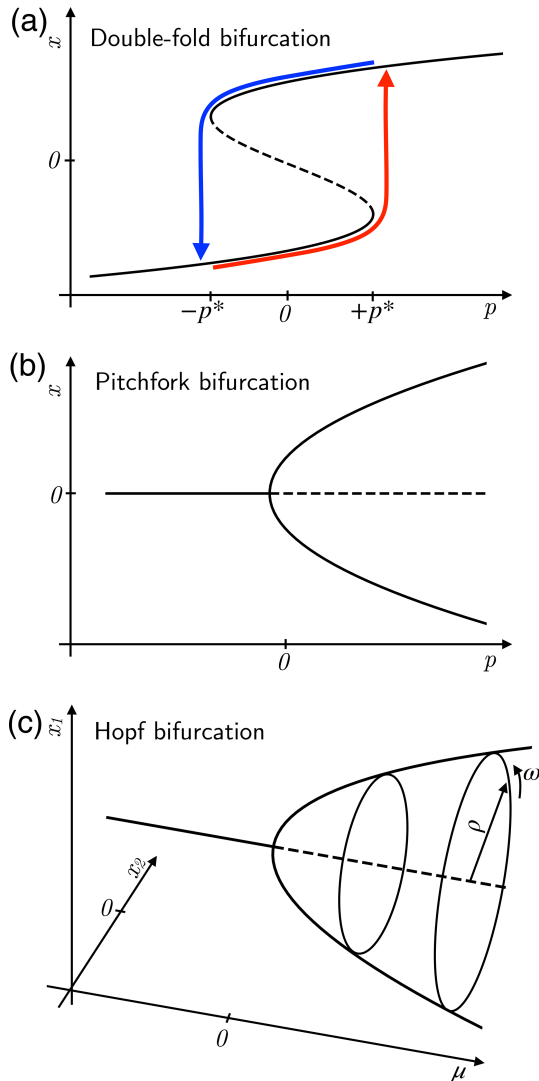 (a)
x
Double-fold bifurcation
0
−p* 0 +p* p
(b)
x
Pitchfork bifurcation
0
0 p
(c)
x1
Hopf bifurcation
ω
ρ
x2
0
0
μ